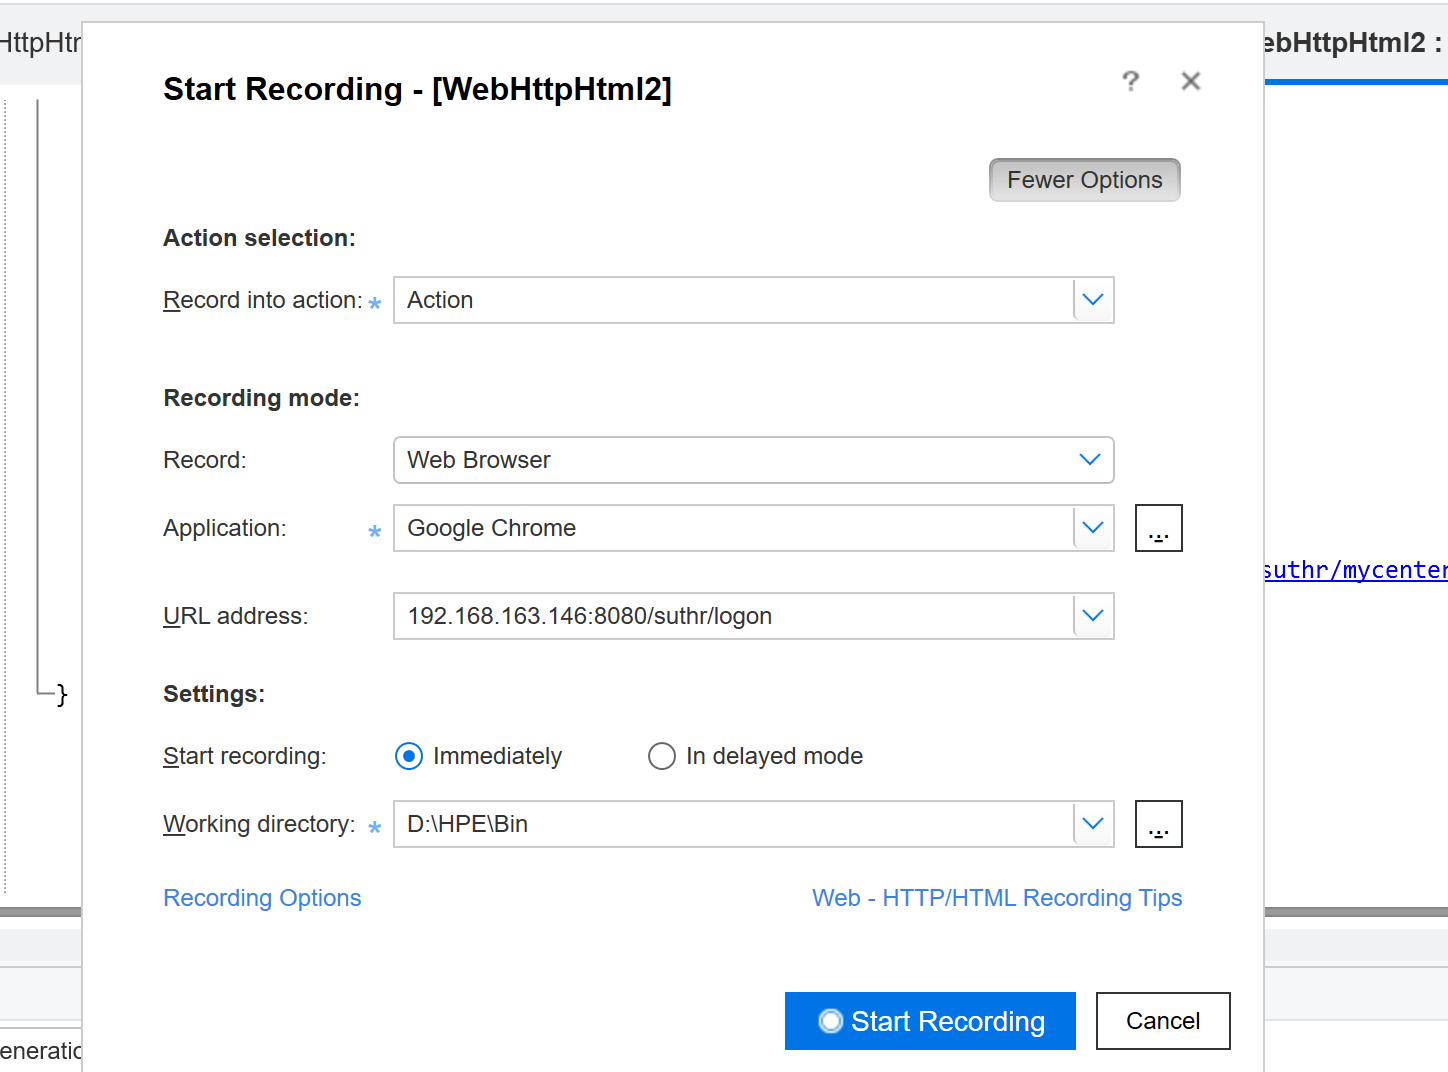 HttpHtr
ebHttpHtml2 :
Start Recording - [WebHttpHtml2]
?
Fewer Options
Action selection:
Record into action: *
Action
Recording mode:
Record:
Web Browser
Application: *
Google Chrome
...
suthr/mycenter
URL address:
192.168.163.146:8080/suthr/logon
Settings:
}
Start recording:
Immediately
In delayed mode
Working directory: *
D:\HPE\Bin
...
Recording Options
Web - HTTP/HTML Recording Tips
Start Recording
Cancel
eneratio